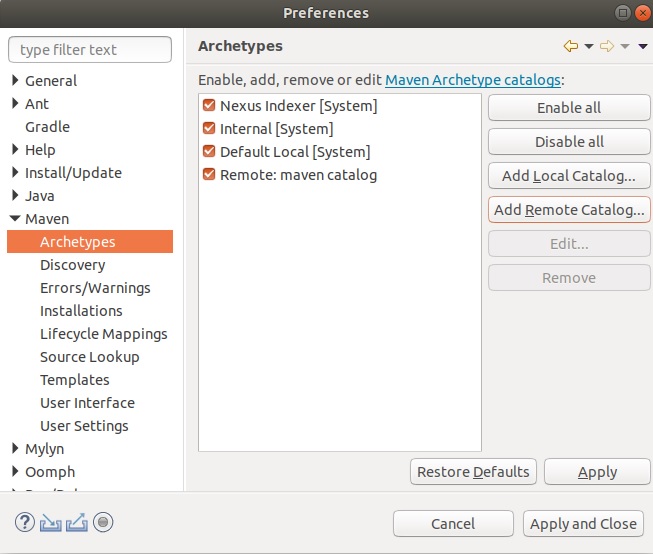 Preferences
type filter text
General
Ant
Gradle
Help
Install/Update
Java
Maven
Archetypes
Discovery
Errors/Warnings
Installations
Lifecycle Mappings
Source Lookup
Templates
User Interface
User Settings
Mylyn
Oomph
Archetypes
Enable, add, remove or edit Maven Archetype catalogs:
Nexus Indexer [System]
Internal [System]
Default Local [System]
Remote: maven catalog
Enable all
Disable all
Add Local Catalog...
Add Remote Catalog...
Edit...
Remove
Restore Defaults
Apply
?
Cancel
Apply and Close